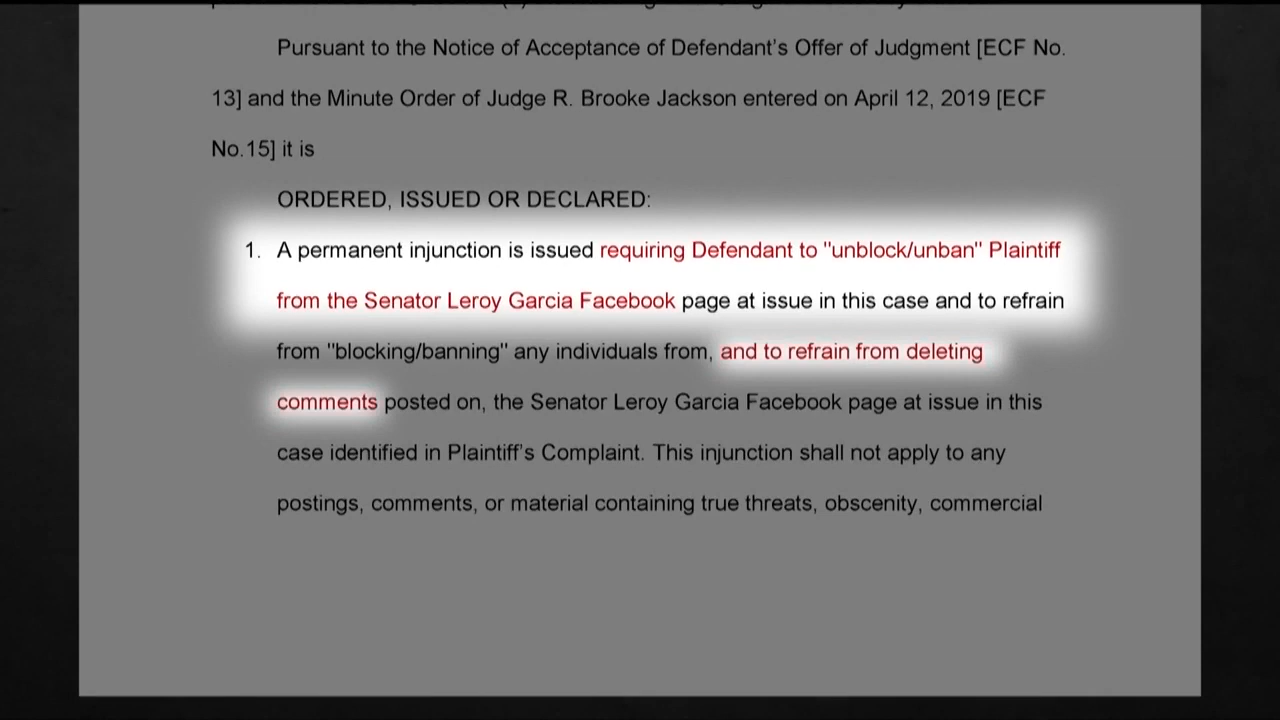 Pursuant to the Notice of Acceptance of Defendant's Offer of Judgment [ECF No.
13] and the Minute Order of Judge R. Brooke Jackson entered on April 12, 2019 [ECF
No.15] it is
ORDERED, ISSUED OR DECLARED:
1. A permanent injunction is issued requiring Defendant to "unblock/unban" Plaintiff
from the Senator Leroy Garcia Facebook page at issue in this case and to refrain
from "blocking/banning" any individuals from, and to refrain from deleting
comments posted on, the Senator Leroy Garcia Facebook page at issue in this
case identified in Plaintiff's Complaint. This injunction shall not apply to any
postings, comments, or material containing true threats, obscenity, commercial